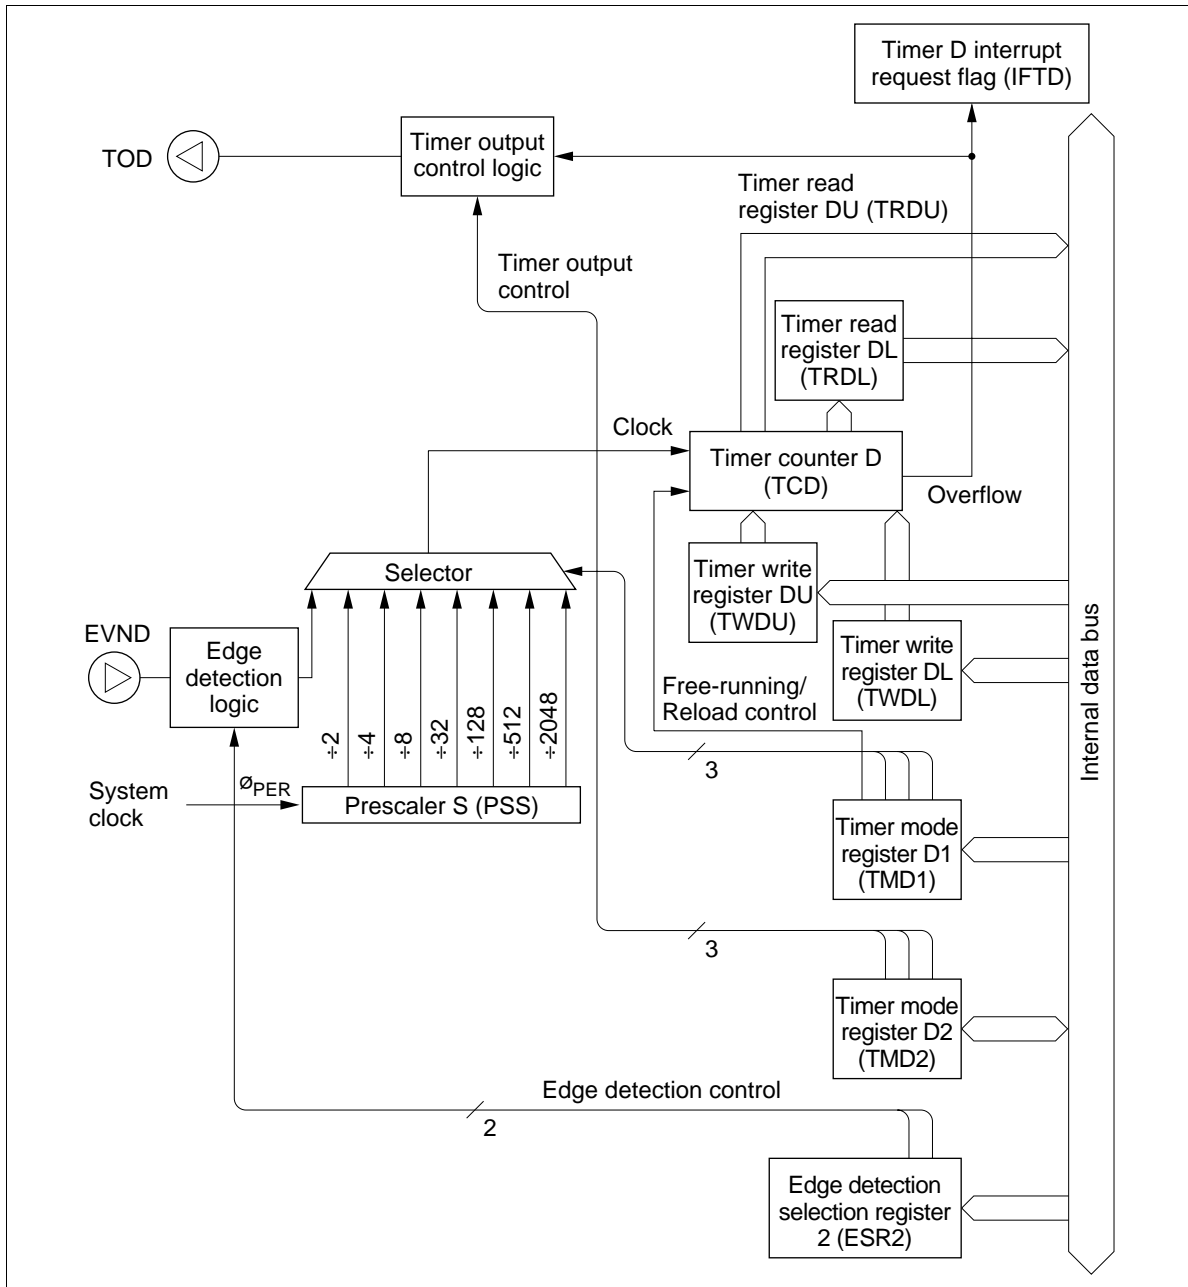 Timer D interrupt
request flag (IFTD)
TOD
Timer output
control logic
Timer read
register DU (TRDU)
Timer output
control
Timer read
register DL
(TRDL)
Clock
Timer counter D
(TCD)
Overflow
Selector
Timer write
register DU
(TWDU)
EVND
Edge
detection
logic
Timer write
register DL
(TWDL)
Free-running/
Reload control
÷2
÷4
÷8
÷32
÷128
÷512
÷2048
3
Internal data bus
System
clock
øPER
Prescaler S (PSS)
Timer mode
register D1
(TMD1)
3
Timer mode
register D2
(TMD2)
Edge detection control
2
Edge detection
selection register
2 (ESR2)